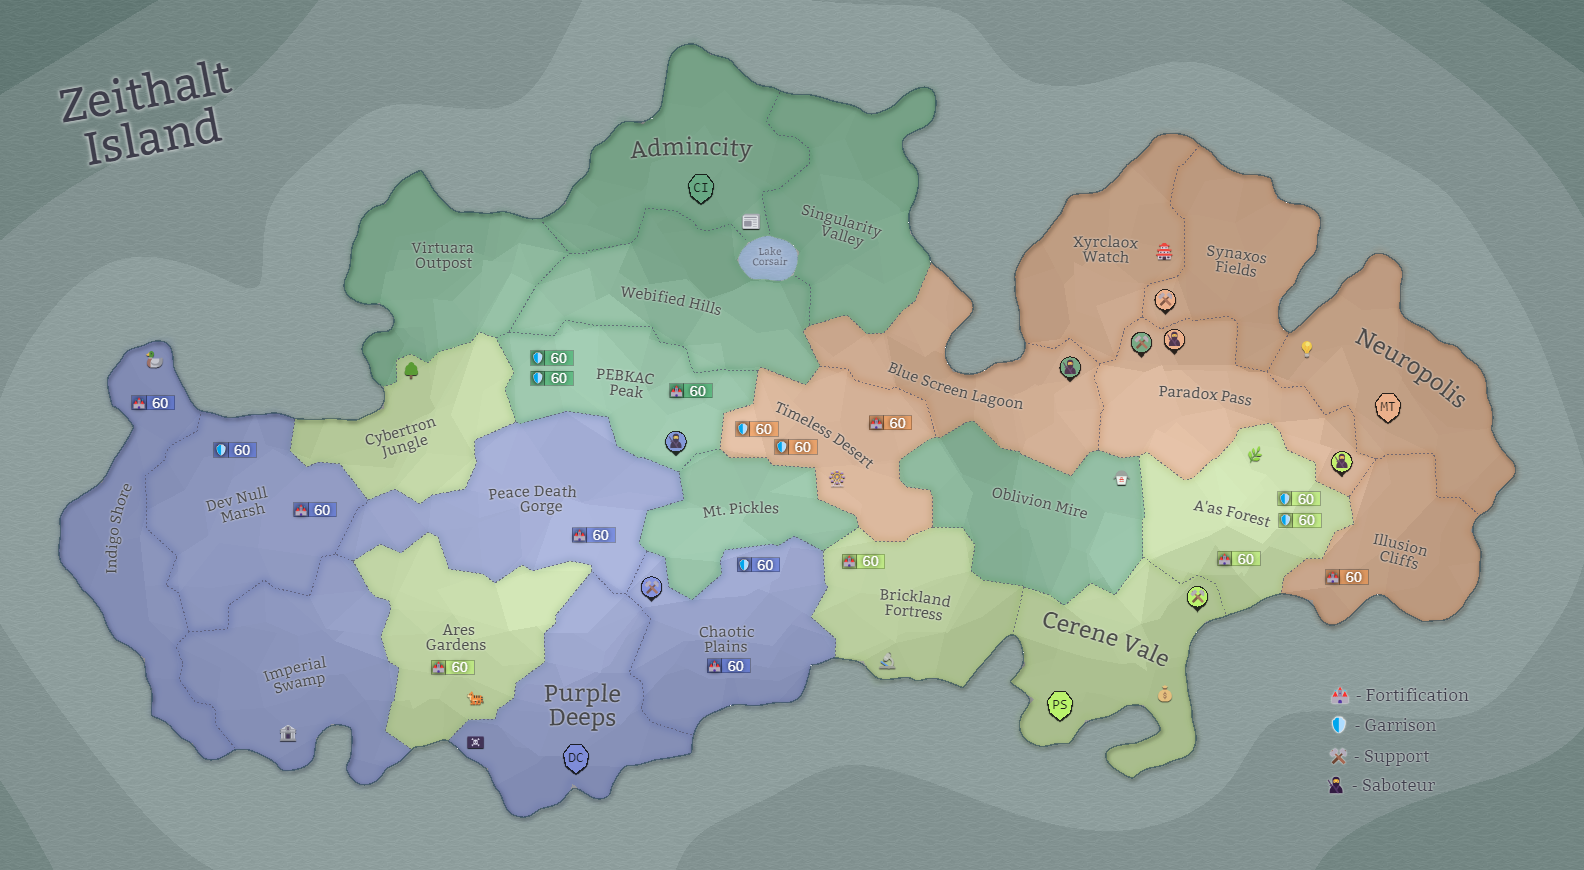 Zeithalt
Island
Admincity
CI
Singularity
Valley
Lake
Corsair
Virtuara
Outpost
Webified Hills
Xyrclaox
Watch
Synaxos
Fields
Neuropolis
MT
60
60
PEBKAC
Peak
60
Blue Screen Lagoon
Paradox Pass
Timeless Desert
60
60
60
Cybertron
Jungle
60
60
Dev Null
Marsh
60
Indigo Shore
Peace Death
Gorge
60
Mt. Pickles
Oblivion Mire
A'as Forest
60
60
60
Illusion
Cliffs
60
60
60
Brickland
Fortress
Cerene Vale
PS
Ares
Gardens
60
Chaotic
Plains
60
Imperial
Swamp
Purple
Deeps
DC
- Fortification
- Garrison
- Support
- Saboteur